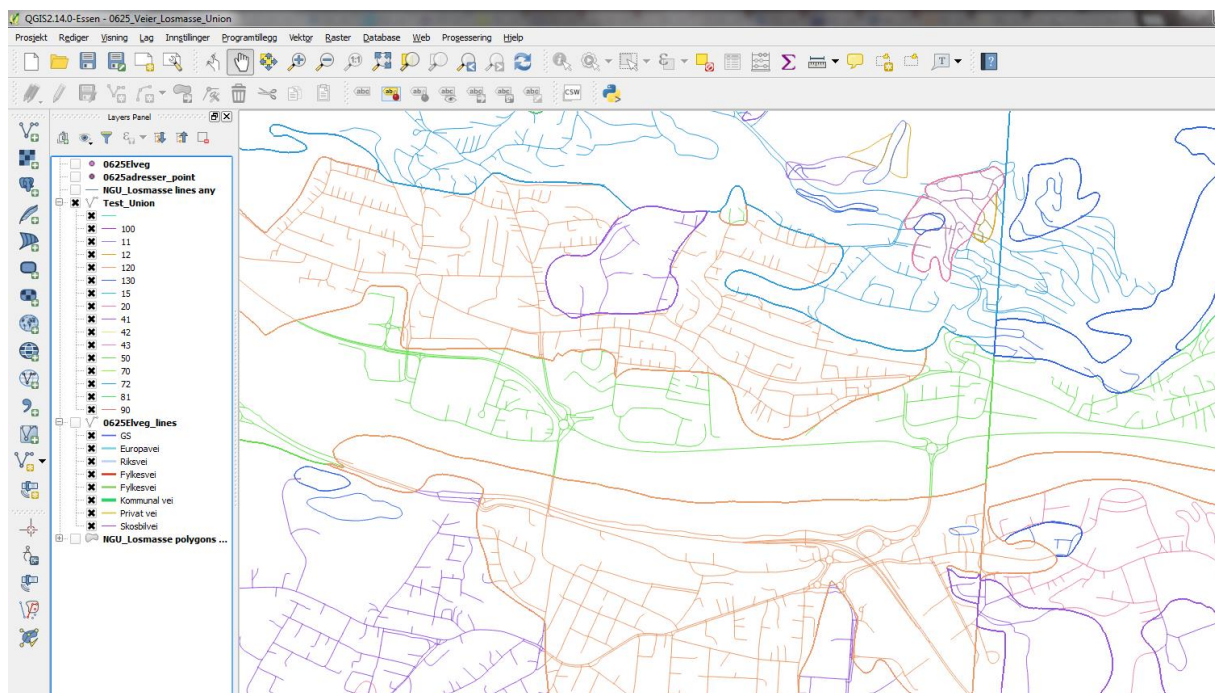 QGIS2.14.0-Essen - 0625_Veier_Losmasse_Union
Prosjekt Rediger Visning Lag Innstillinger Programtillegg Vektor Raster Database Web Prosessering Hjelp
1:1
Σ
T
?
abc abc abc abc abc abc abc CSW
Layers Panel
0625Elveg
0625adresser_point
NGU_Losmasse lines any
Test_Union
100
11
12
120
130
15
20
41
42
43
50
70
72
81
90
0625Elveg_lines
GS
Europavei
Riksvei
Fylkesvei
Fylkesvei
Kommunal vei
Privat vei
Skosbilvei
NGU_Losmasse polygons ...